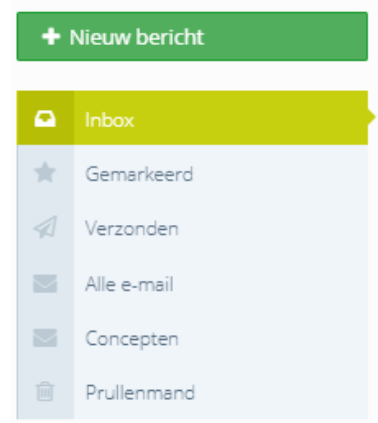 Nieuw bericht
Inbox
Gemarkeerd
Verzonden
Alle e-mail
Concepten
Prullenmand